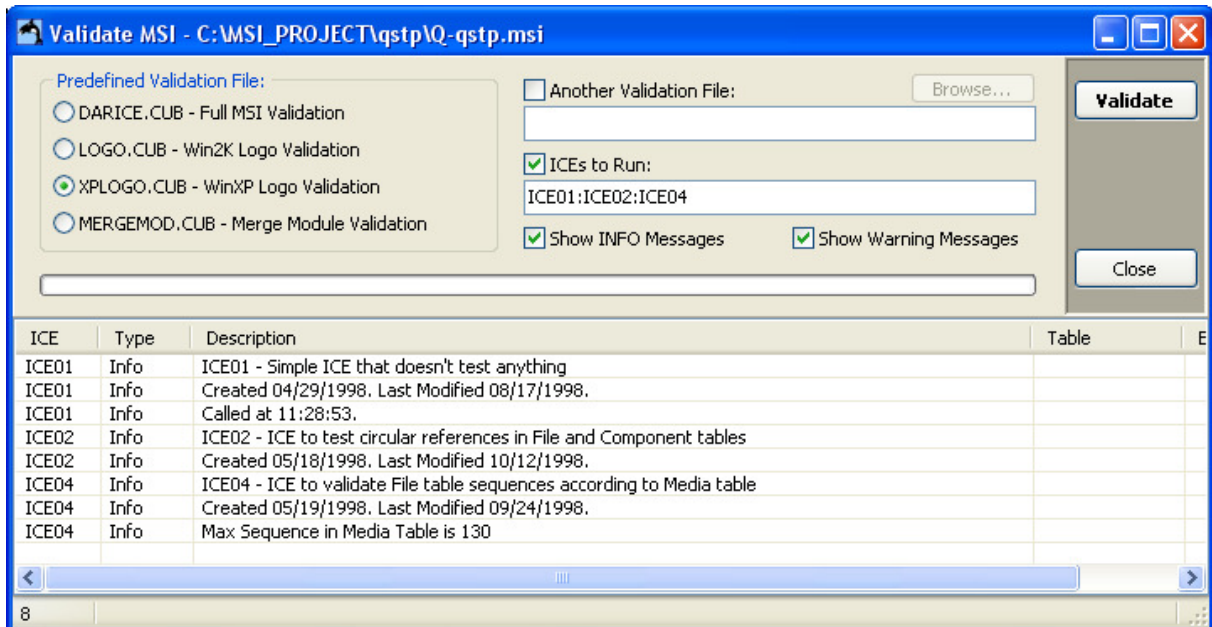 Validate MSI - C:\MSI_PROJECT\qstp\Q-qstp.msi
Predefined Validation File:
DARICE.CUB - Full MSI Validation
LOGO.CUB - Win2K Logo Validation
XPLOGO.CUB - WinXP Logo Validation
MERGEMOD.CUB - Merge Module Validation
Another Validation File:
Browse...
ICEs to Run:
ICE01:ICE02:ICE04
Show INFO Messages
Show Warning Messages
Validate
Close
ICE Type Description Table E
ICE01 Info ICE01 - Simple ICE that doesn't test anything
ICE01 Info Created 04/29/1998. Last Modified 08/17/1998.
ICE01 Info Called at 11:28:53.
ICE02 Info ICE02 - ICE to test circular references in File and Component tables
ICE02 Info Created 05/18/1998. Last Modified 10/12/1998.
ICE04 Info ICE04 - ICE to validate File table sequences according to Media table
ICE04 Info Created 05/19/1998. Last Modified 09/24/1998.
ICE04 Info Max Sequence in Media Table is 130
8